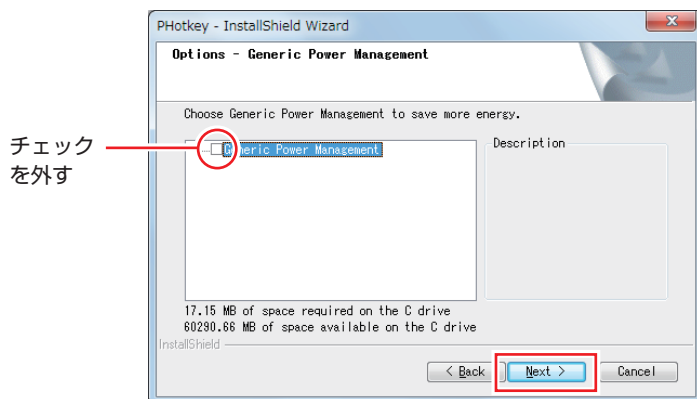 PHotkey - InstallShield Wizard
Options - Generic Power Management
Choose Generic Power Management to save more energy.
チェック
を外す
Generic Power Management
Description
17.15 MB of space required on the C drive
60290.66 MB of space available on the C drive
InstallShield
< Back
Next >
Cancel